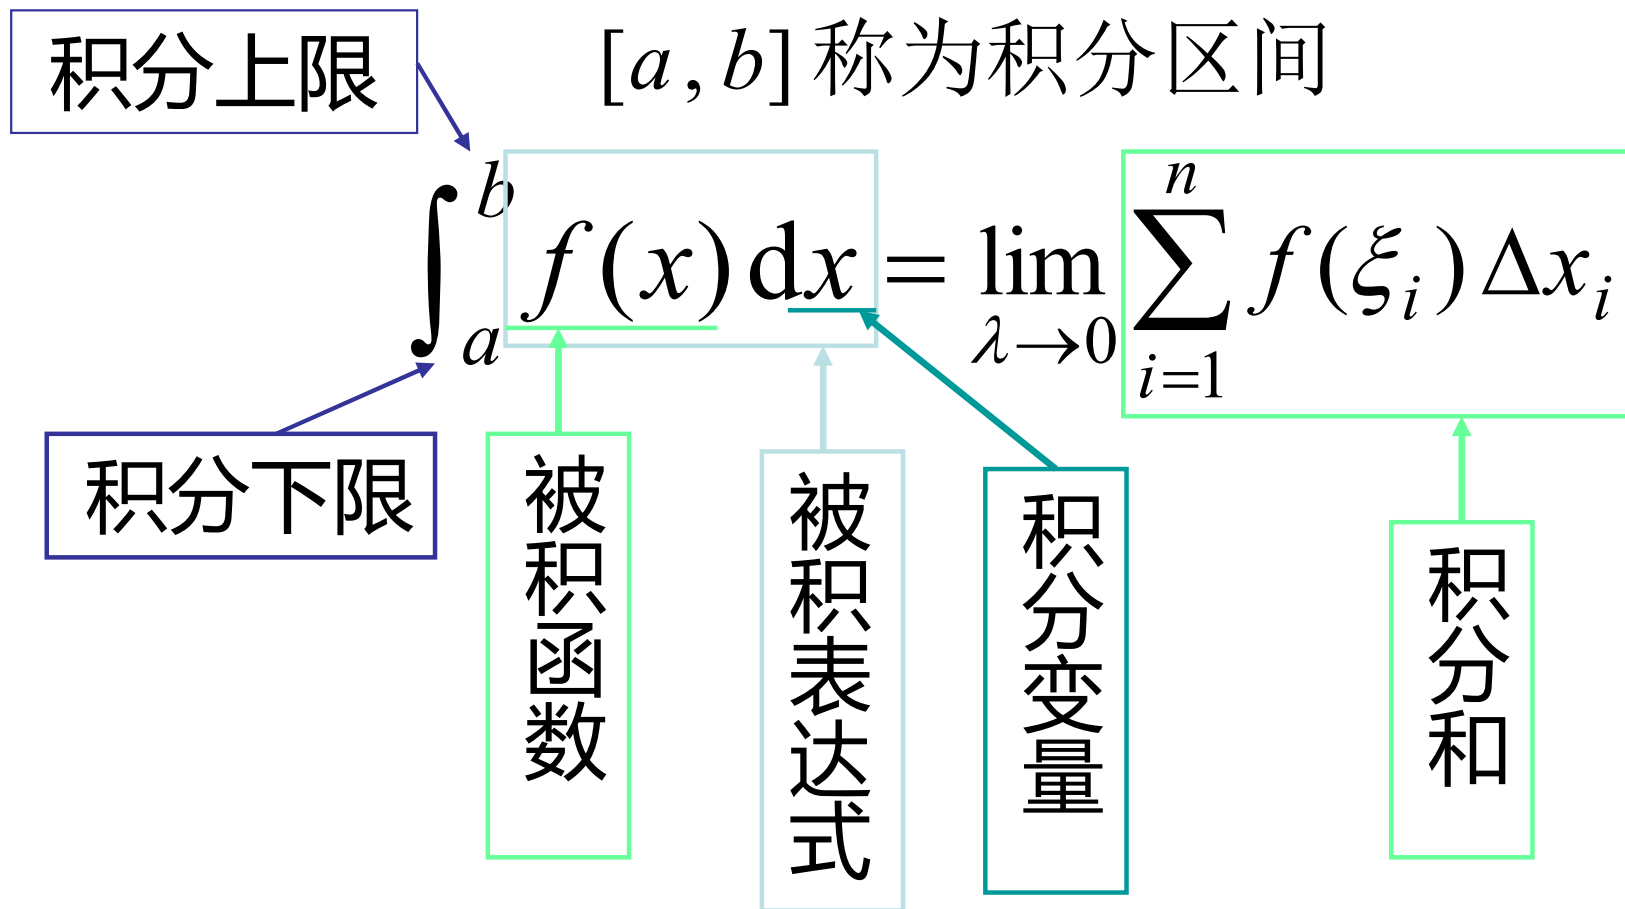 积分上限
[a, b] 称为积分区间
∫_a^b f(x) dx = lim_{λ→0} ∑_{i=1}^n f(ξ_i) Δx_i
积分下限
被积函数
被积表达式
积分变量
积分和